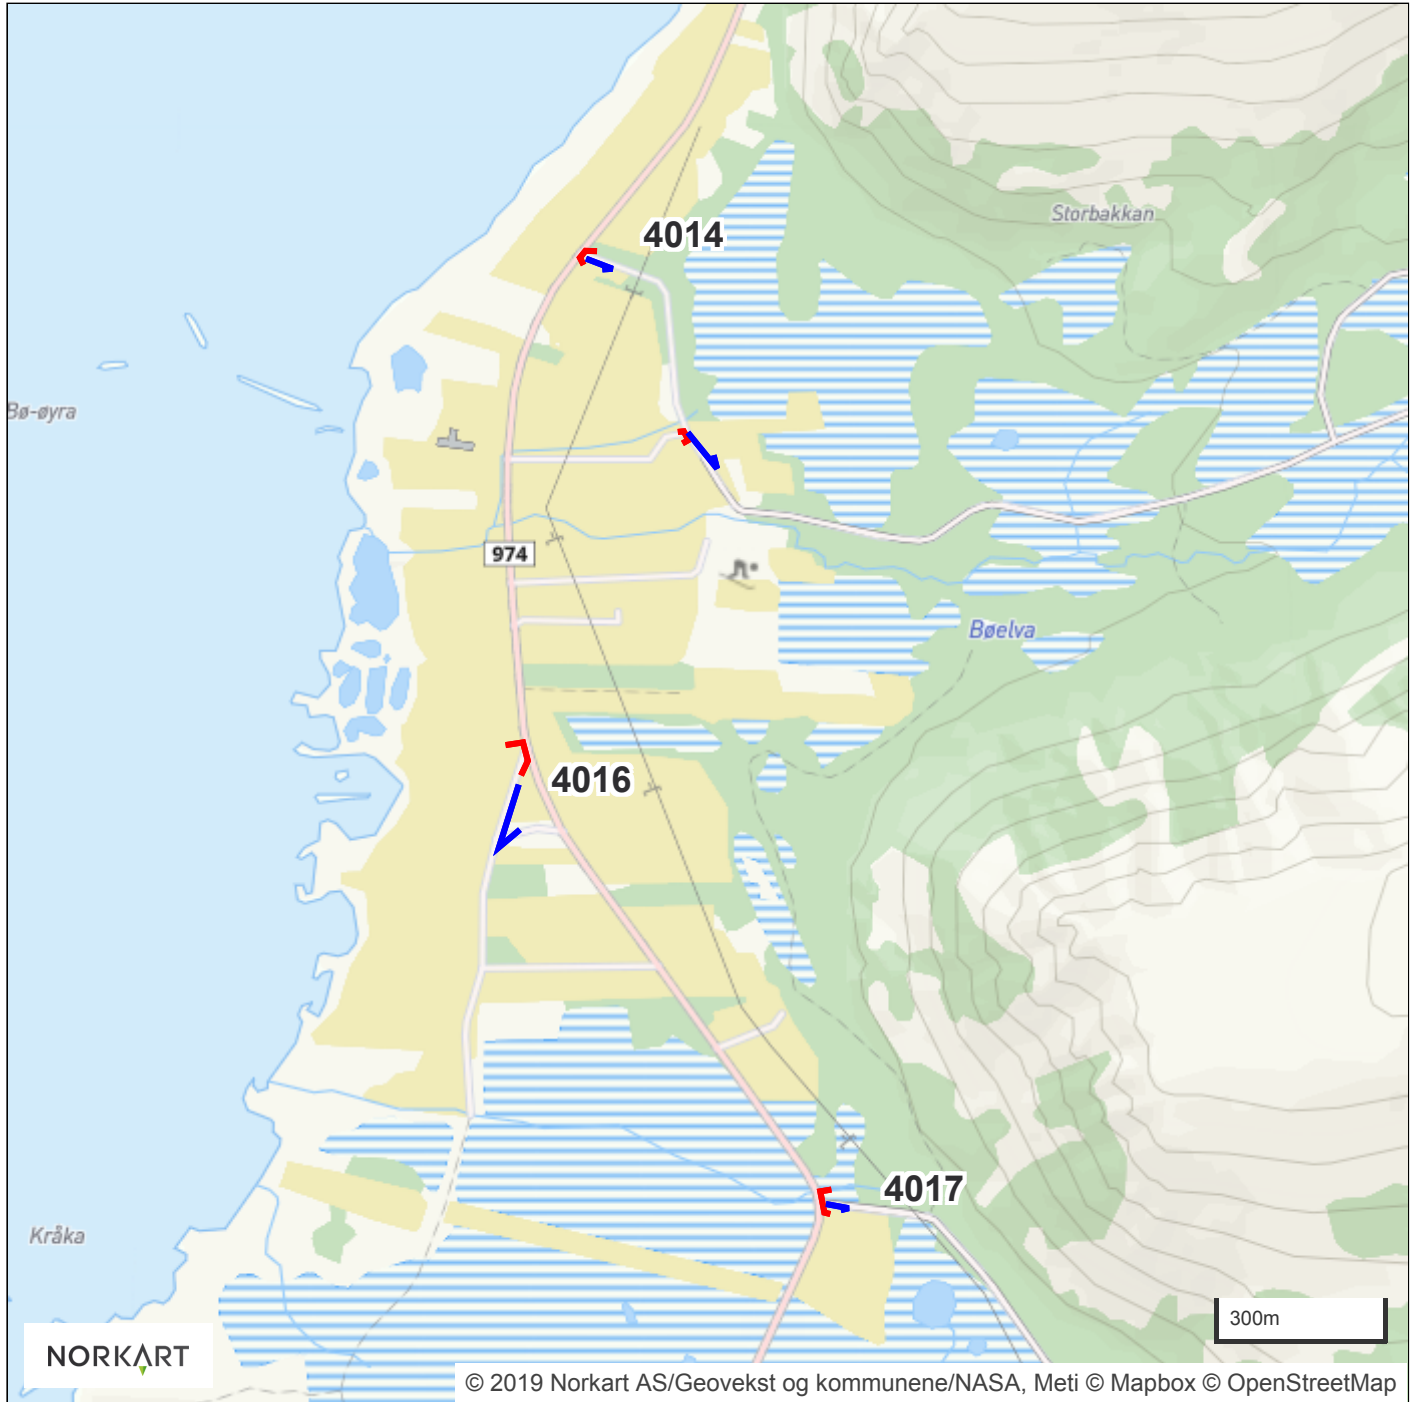 4014
Storbakkan
Bø-øyra
974
Bøelva
4016
4017
Kråka
300m
NORKART
© 2019 Norkart AS/Geovekst og kommunene/NASA, Meti © Mapbox © OpenStreetMap